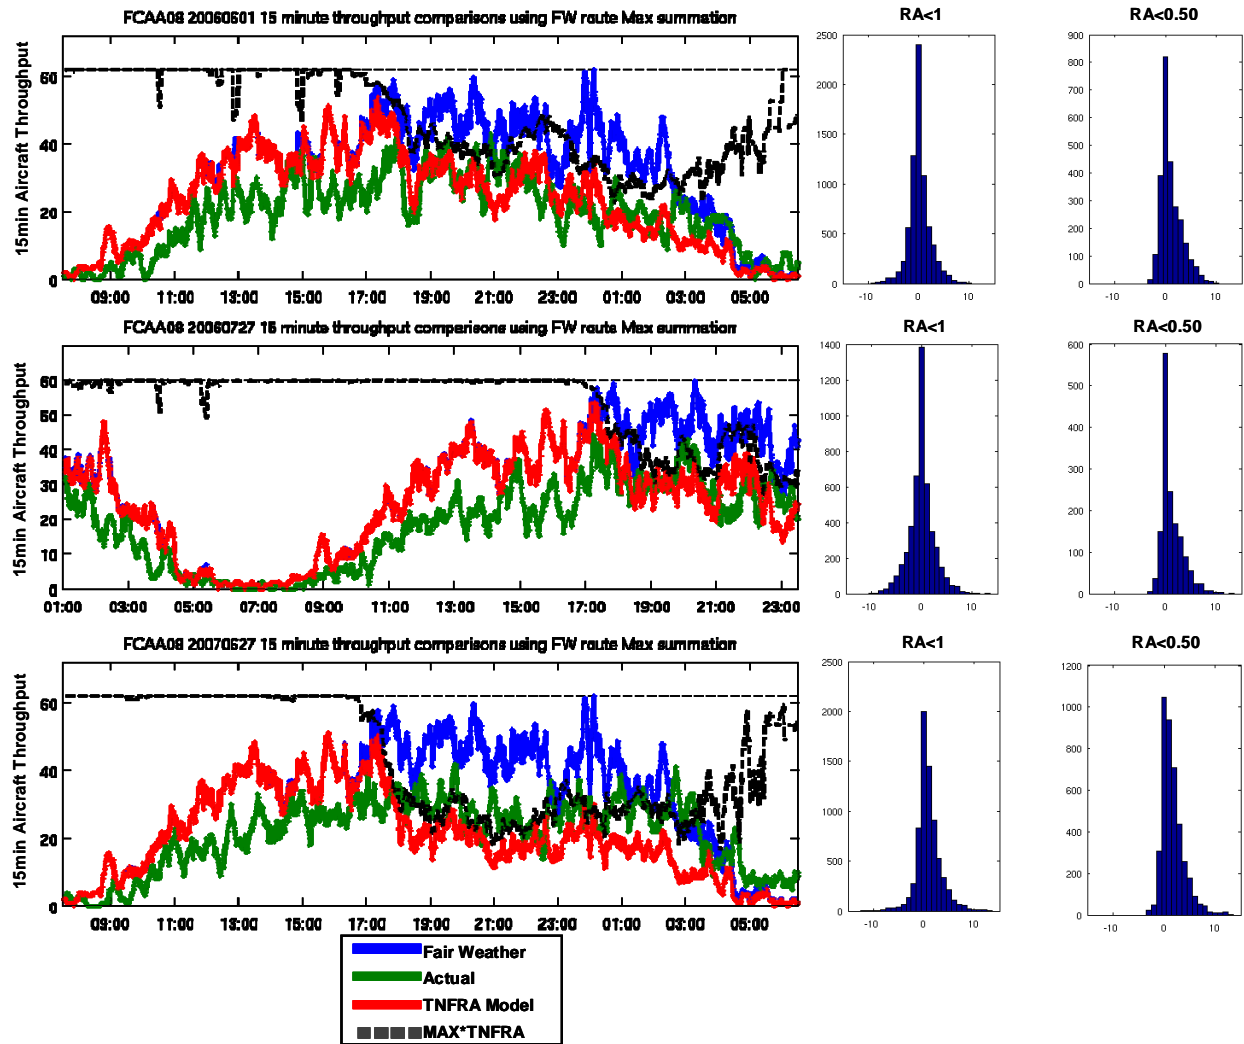 FCAA08 20060601 15 minute throughput comparisons using FW route Max summation
RA<1
RA<0.50
15min Aircraft Throughput
60
40
20
0
09:00 11:00 13:00 15:00 17:00 19:00 21:00 23:00 01:00 03:00 05:00
2500
2000
1500
1000
500
0
-10 0 10
900
800
700
600
500
400
300
200
100
0
-10 0 10
FCAA08 20060727 15 minute throughput comparisons using FW route Max summation
RA<1
RA<0.50
15min Aircraft Throughput
60
50
40
30
20
10
0
01:00 03:00 05:00 07:00 09:00 11:00 13:00 15:00 17:00 19:00 21:00 23:00
1400
1200
1000
800
600
400
200
0
-10 0 10
600
500
400
300
200
100
0
-10 0 10
FCAA08 20070627 15 minute throughput comparisons using FW route Max summation
RA<1
RA<0.50
15min Aircraft Throughput
60
40
20
0
09:00 11:00 13:00 15:00 17:00 19:00 21:00 23:00 01:00 03:00 05:00
2500
2000
1500
1000
500
0
-10 0 10
1200
1000
800
600
400
200
0
-10 0 10
Fair Weather
Actual
TNFRA Model
MAX*TNFRA